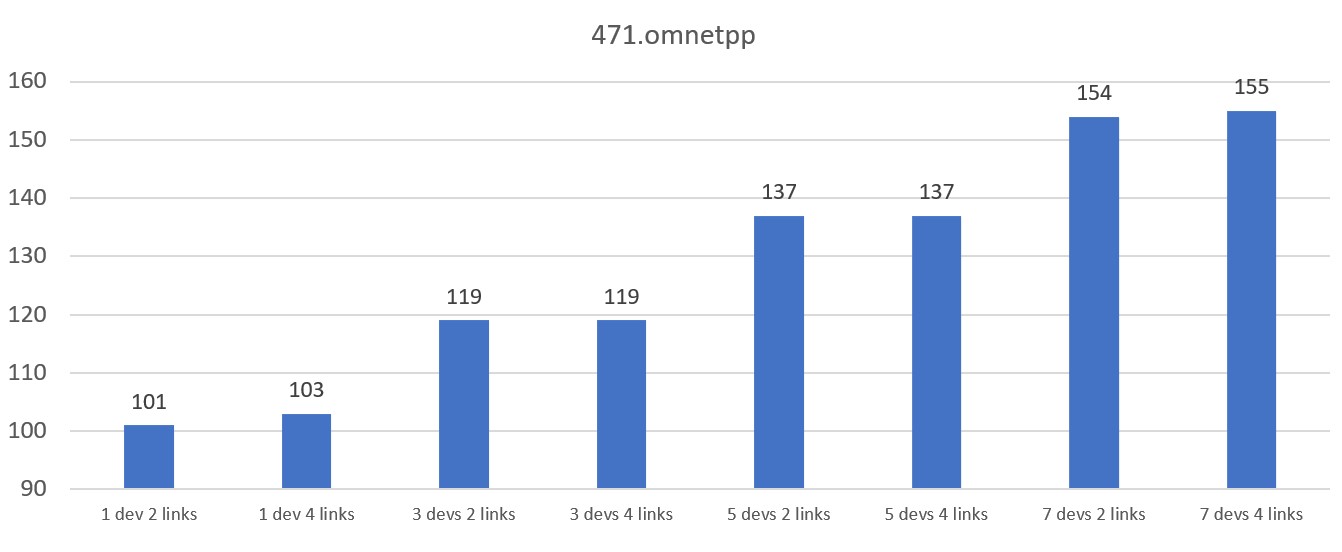 471.omnetpp
160
150
140
130
120
110
100
90
101
103
119
119
137
137
154
155
1 dev 2 links
1 dev 4 links
3 devs 2 links
3 devs 4 links
5 devs 2 links
5 devs 4 links
7 devs 2 links
7 devs 4 links